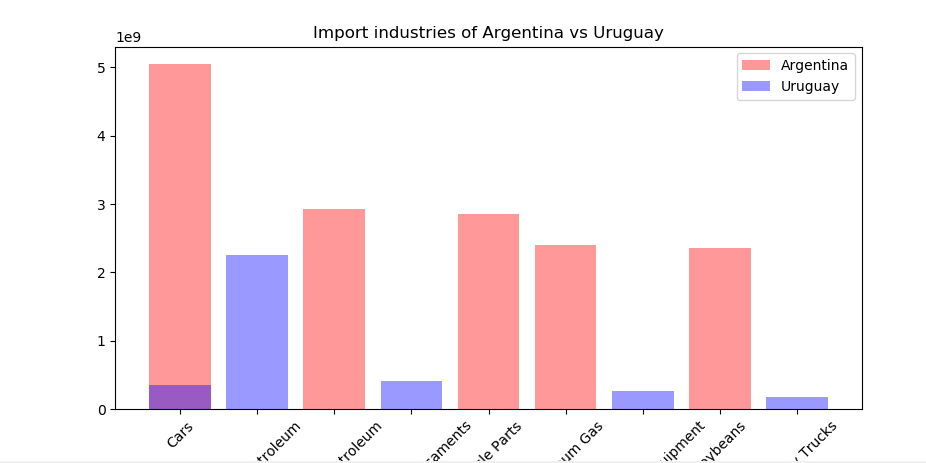 Import industries of Argentina vs Uruguay
1e9
Argentina
Uruguay
5
4
3
2
1
0
Cars
troleum
troleum
caments
le Parts
um Gas
uipment
oybeans
y Trucks